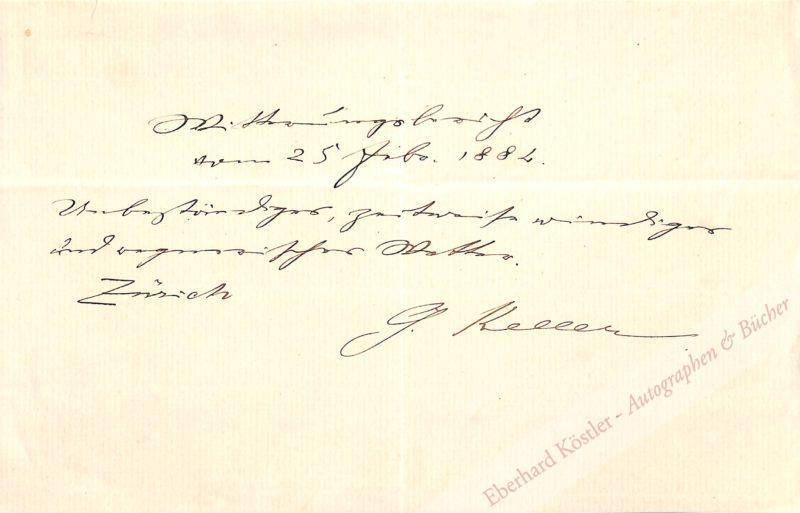 Witterungsbericht
vom 25 Febr. 1884.
Unbeständiges, zeitweise windiges
und regnerisches Wetter.
Zürich
G. Keller
Eberhard Köstler - Autographen & Bücher